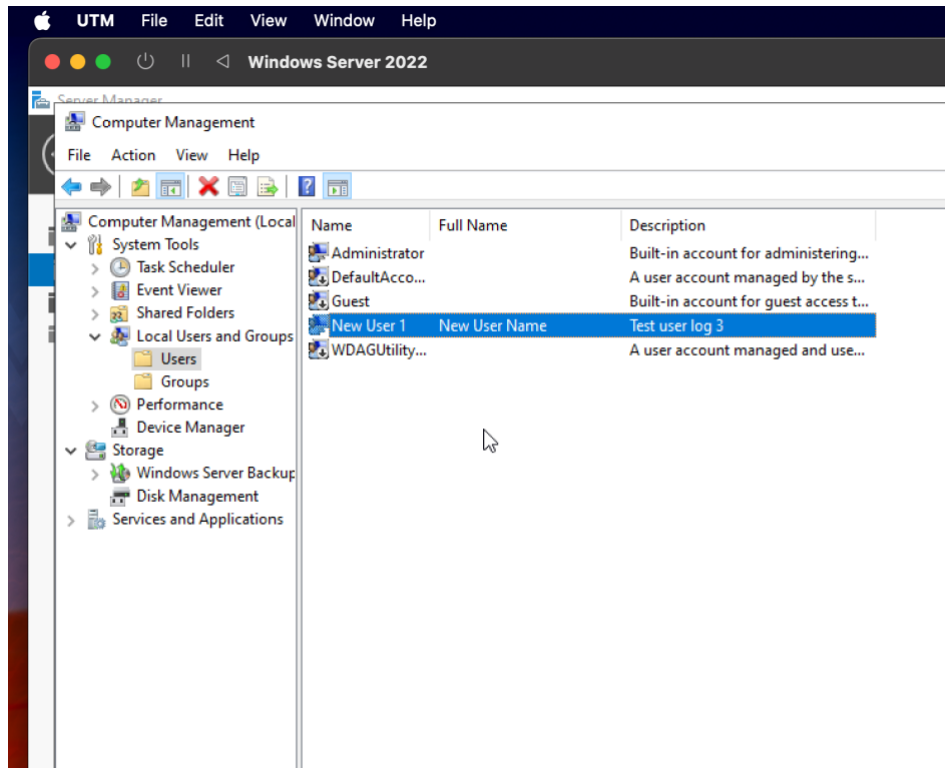 UTM File Edit View Window Help
Windows Server 2022
Server Manager
Computer Management
File Action View Help
Computer Management (Local
System Tools
Task Scheduler
Event Viewer
Shared Folders
Local Users and Groups
Users
Groups
Performance
Device Manager
Storage
Windows Server Backup
Disk Management
Services and Applications
Name Full Name Description
Administrator Built-in account for administering...
DefaultAcco... A user account managed by the s...
Guest Built-in account for guest access t...
New User 1 New User Name Test user log 3
WDAGUtility... A user account managed and use...